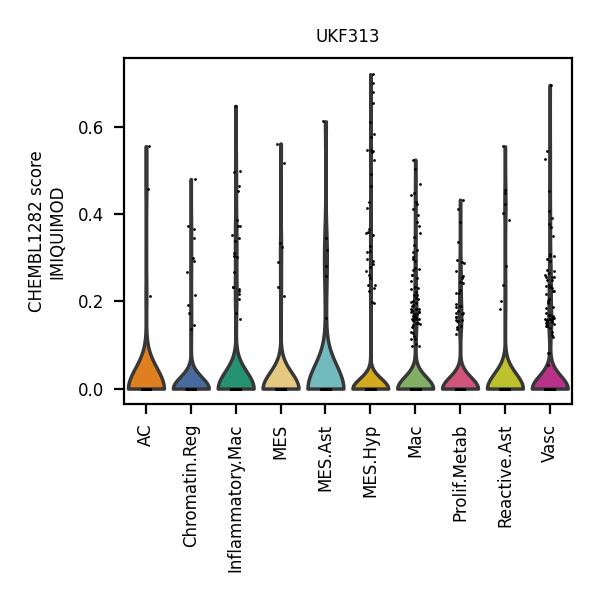 UKF313
CHEMBL1282 score
IMIQUIMOD
0.6
0.4
0.2
0.0
AC
Chromatin.Reg
Inflammatory.Mac
MES
MES.Ast
MES.Hyp
Mac
Prolif.Metab
Reactive.Ast
Vasc